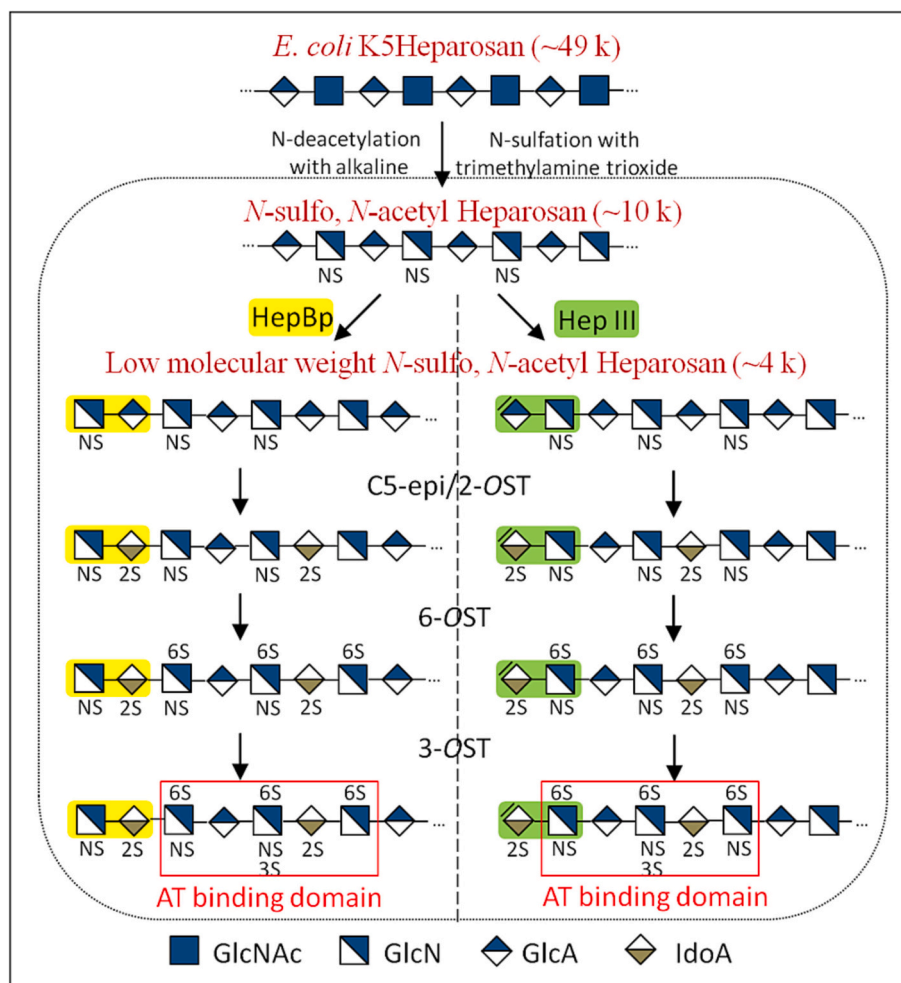 E. coli K5Heparosan (~49 k)
... ...
N-deacetylation N-sulfation with
with alkaline trimethylamine trioxide
N-sulfo, N-acetyl Heparosan (~10 k)
... ...
NS NS NS
HepBp Hep III
Low molecular weight N-sulfo, N-acetyl Heparosan (~4 k)
... ...
NS NS NS NS NS NS
C5-epi/2-OST
... ...
NS 2S NS NS 2S 2S NS NS 2S NS
6-OST
6S 6S 6S 6S 6S 6S
... ...
NS 2S NS NS 2S 2S NS NS 2S NS
3-OST
6S 6S 6S 6S 6S 6S
... ...
NS 2S NS NS 2S 2S NS NS 2S NS
3S 3S
AT binding domain AT binding domain
GlcNAc GlcN GlcA IdoA